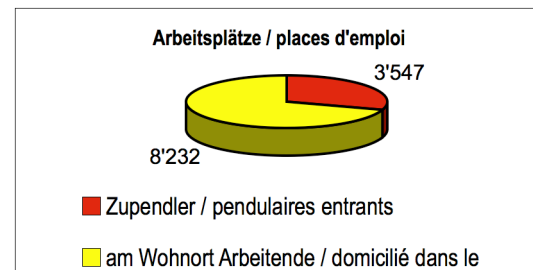 Arbeitsplätze / places d'emploi
3'547
8'232
Zupendler / pendulaires entrants
am Wohnort Arbeitende / domicilié dans le